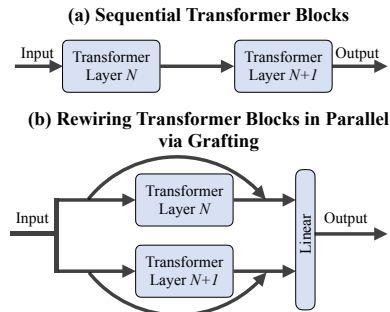 (a) Sequential Transformer Blocks
Input
Transformer
Layer N
Transformer
Layer N+1
Output
(b) Rewiring Transformer Blocks in Parallel
via Grafting
Input
Transformer
Layer N
Transformer
Layer N+1
Linear
Output